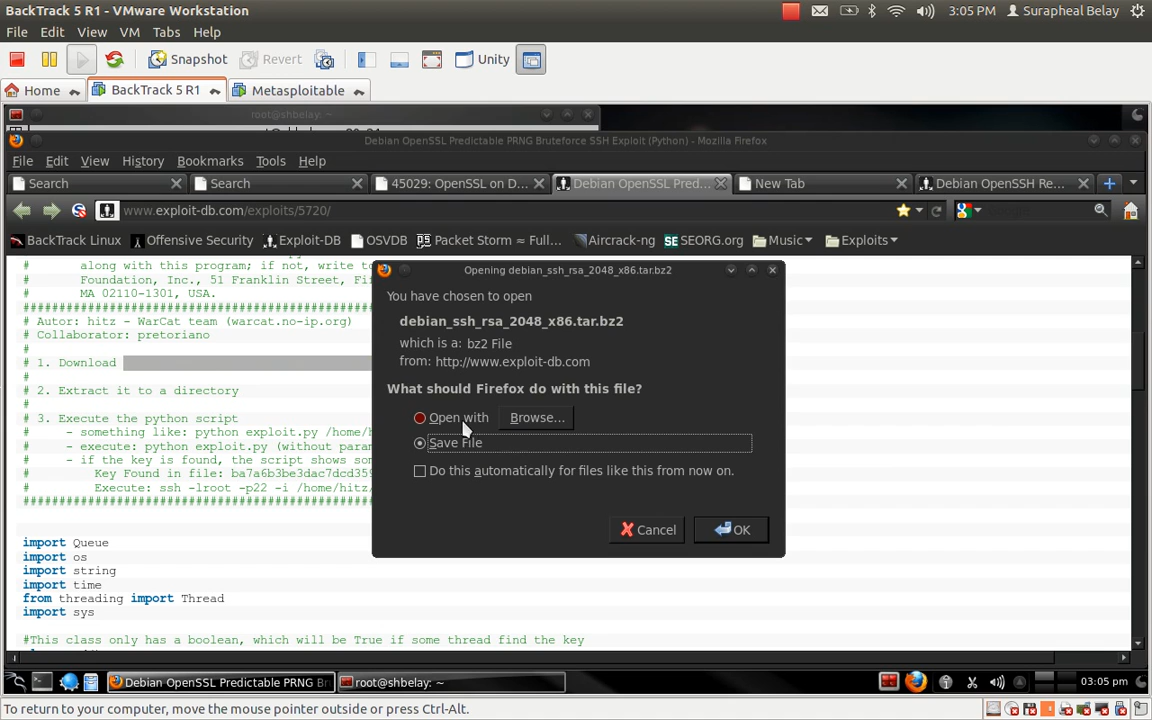 BackTrack 5 R1 - VMware Workstation
3:05 PM
Surapheal Belay
File Edit View VM Tabs Help
Snapshot
Revert
Unity
Home
BackTrack 5 R1
Metasploitable
root@shbelay: ~
Debian OpenSSL Predictable PRNG Bruteforce SSH Exploit (Python) - Mozilla Firefox
File Edit View History Bookmarks Tools Help
Search
Search
45029: OpenSSL on D...
Debian OpenSSL Pred...
New Tab
Debian OpenSSH Re...
www.exploit-db.com/exploits/5720/
BackTrack Linux
Offensive Security
Exploit-DB
OSVDB
Packet Storm ≈ Full...
Aircrack-ng
SEORG.org
Music
Exploits
# along with this program; if not, write to
# Foundation, Inc., 51 Franklin Street, Fif
# MA 02110-1301, USA.
############################################
# Autor: hitz - WarCat team (warcat.no-ip.org)
# Collaborator: pretoriano
#
# 1. Download
#
# 2. Extract it to a directory
#
# 3. Execute the python script
# - something like: python exploit.py /home/h
# - execute: python exploit.py (without param
# - if the key is found, the script shows som
# Key Found in file: ba7a6b3be3dac7dcd359
# Execute: ssh -lroot -p22 -i /home/hitz/
############################################
import Queue
import os
import string
import time
from threading import Thread
import sys
#This class only has a boolean, which will be True if some thread find the key
Opening debian_ssh_rsa_2048_x86.tar.bz2
You have chosen to open
debian_ssh_rsa_2048_x86.tar.bz2
which is a: bz2 File
from: http://www.exploit-db.com
What should Firefox do with this file?
Open with
Browse...
Save File
Do this automatically for files like this from now on.
Cancel
OK
Debian OpenSSL Predictable PRNG Br
root@shbelay: ~
03:05 pm
To return to your computer, move the mouse pointer outside or press Ctrl-Alt.